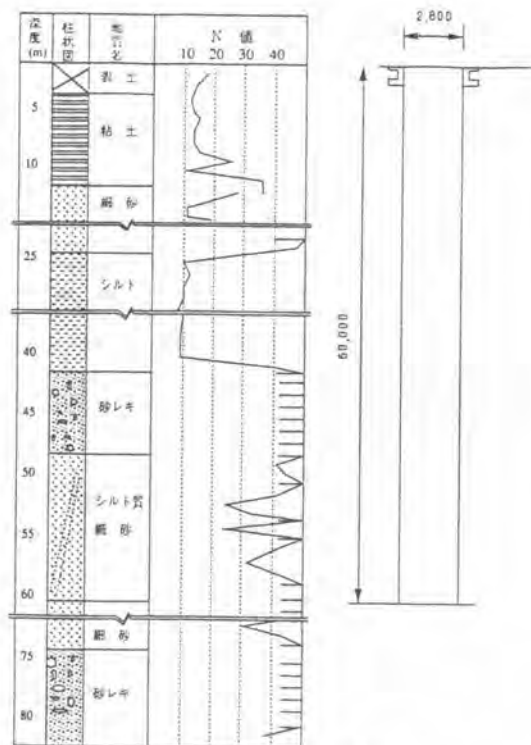 深度(m)
柱状図
地質名
N 値
10 20 30 40
表土
5
粘土
10
細砂
25
シルト
40
砂レキ
45
50
シルト質
細砂
55
60
細砂
75
砂レキ
80
2,800
60,000